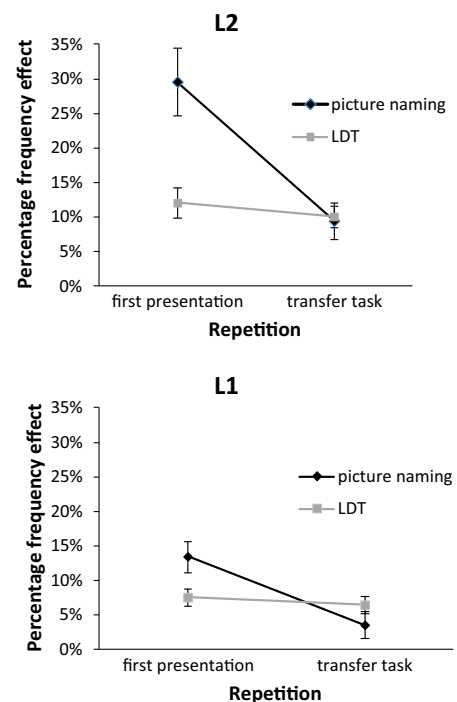 L2
35%
30%
25%
20%
15%
10%
5%
0%
Percentage frequency effect
picture naming
LDT
first presentation transfer task
Repetition
L1
35%
30%
25%
20%
15%
10%
5%
0%
Percentage frequency effect
picture naming
LDT
first presentation transfer task
Repetition